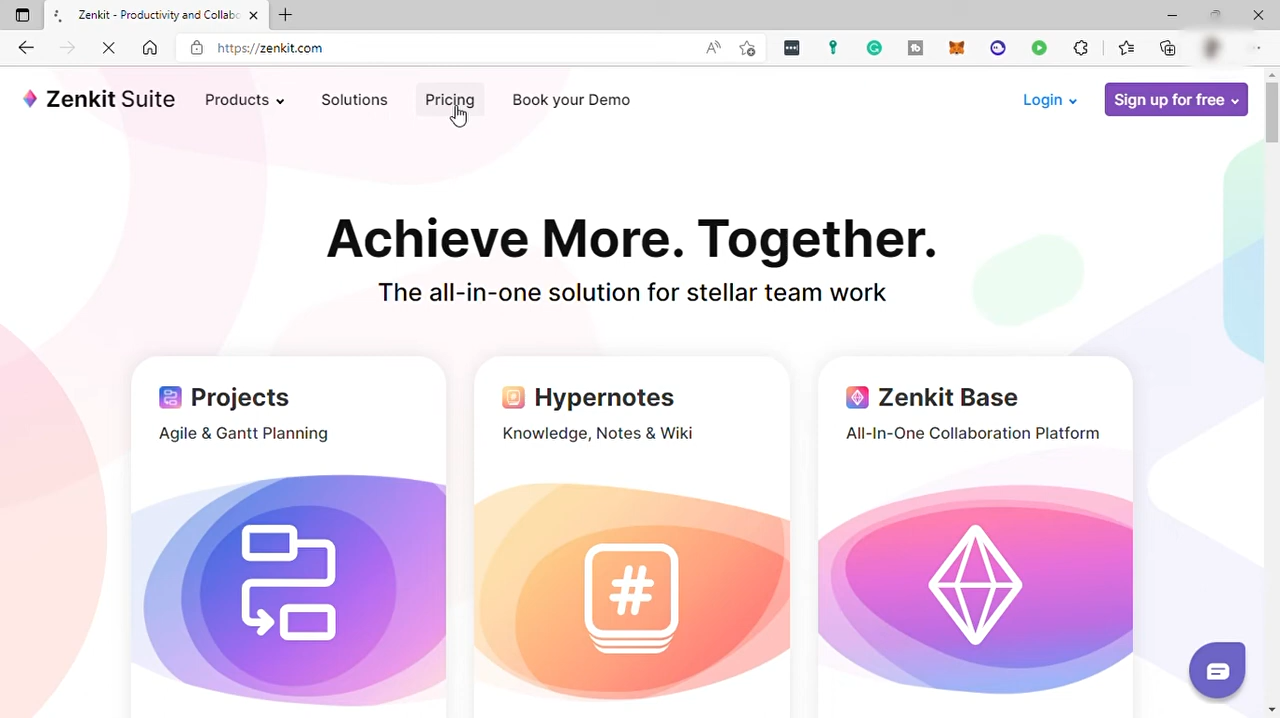 Zenkit - Productivity and Collabo
https://zenkit.com
Zenkit Suite
Products
Solutions
Pricing
Book your Demo
Login
Sign up for free
Achieve More. Together.
The all-in-one solution for stellar team work
Projects
Agile & Gantt Planning
Hypernotes
Knowledge, Notes & Wiki
#
Zenkit Base
All-In-One Collaboration Platform